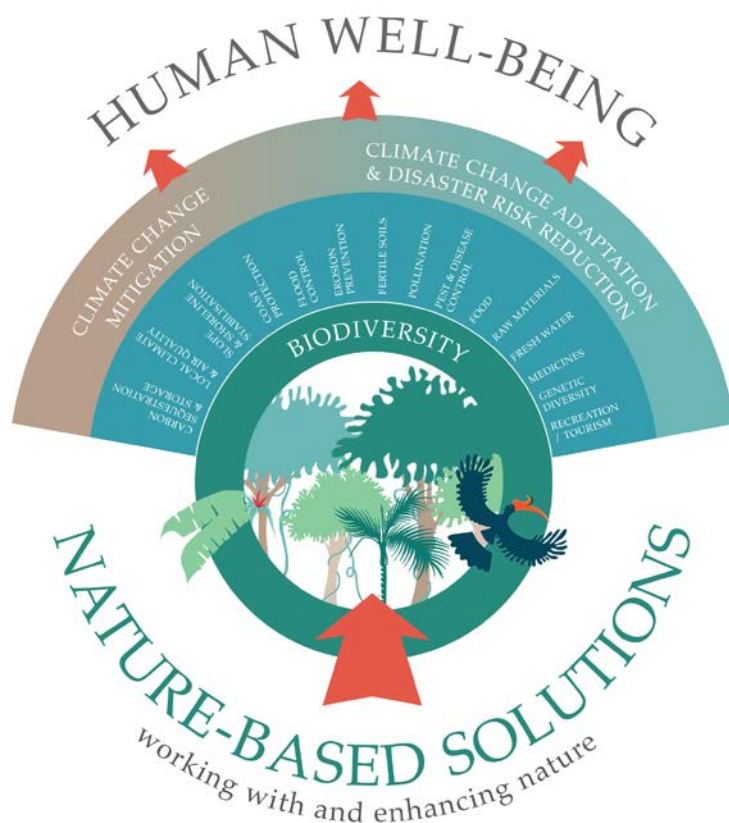 HUMAN WELL-BEING
CLIMATE CHANGE
MITIGATION
CLIMATE CHANGE ADAPTATION
& DISASTER RISK REDUCTION
CARBON
SEQUESTRATION
& STORAGE
LOCAL CLIMATE
& AIR QUALITY
SLOPE
& SHORELINE
STABILISATION
COAST
PROTECTION
FLOOD
CONTROL
EROSION
PREVENTION
FERTILE SOILS
POLLINATION
PEST & DISEASE
CONTROL
FOOD
RAW MATERIALS
FRESH WATER
MEDICINES
GENETIC
DIVERSITY
RECREATION
/ TOURISM
BIODIVERSITY
NATURE-BASED SOLUTIONS
working with and enhancing nature